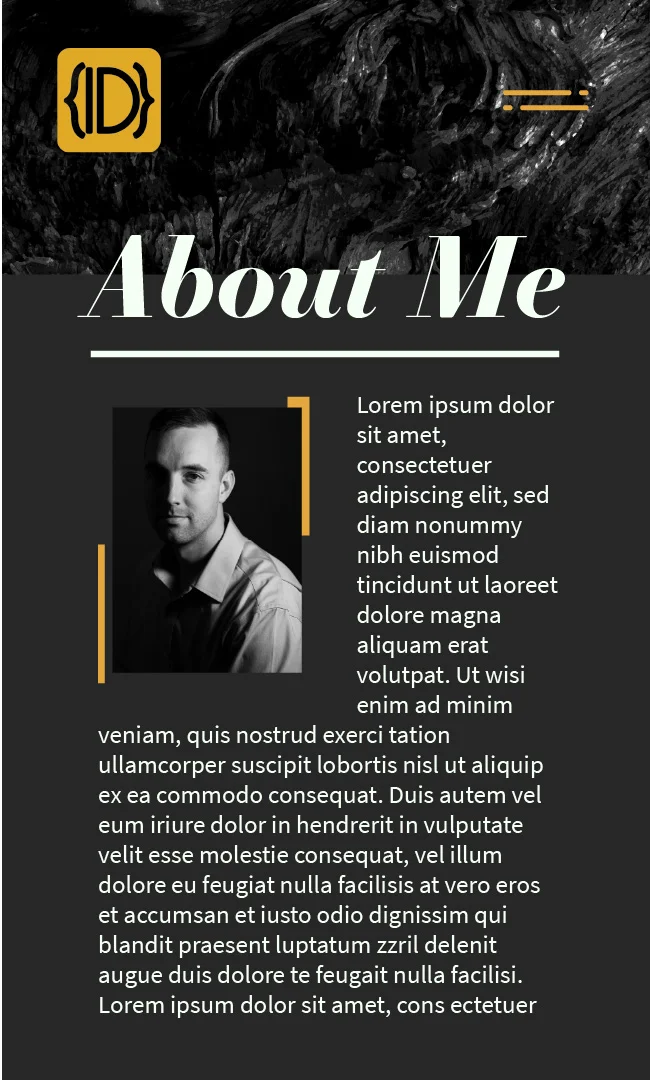 {ID}
About Me
Lorem ipsum dolor
sit amet,
consectetuer
adipiscing elit, sed
diam nonummy
nibh euismod
tincidunt ut laoreet
dolore magna
aliquam erat
volutpat. Ut wisi
enim ad minim
veniam, quis nostrud exerci tation
ullamcorper suscipit lobortis nisl ut aliquip
ex ea commodo consequat. Duis autem vel
eum iriure dolor in hendrerit in vulputate
velit esse molestie consequat, vel illum
dolore eu feugiat nulla facilisis at vero eros
et accumsan et iusto odio dignissim qui
blandit praesent luptatum zzril delenit
augue duis dolore te feugait nulla facilisi.
Lorem ipsum dolor sit amet, cons ectetuer